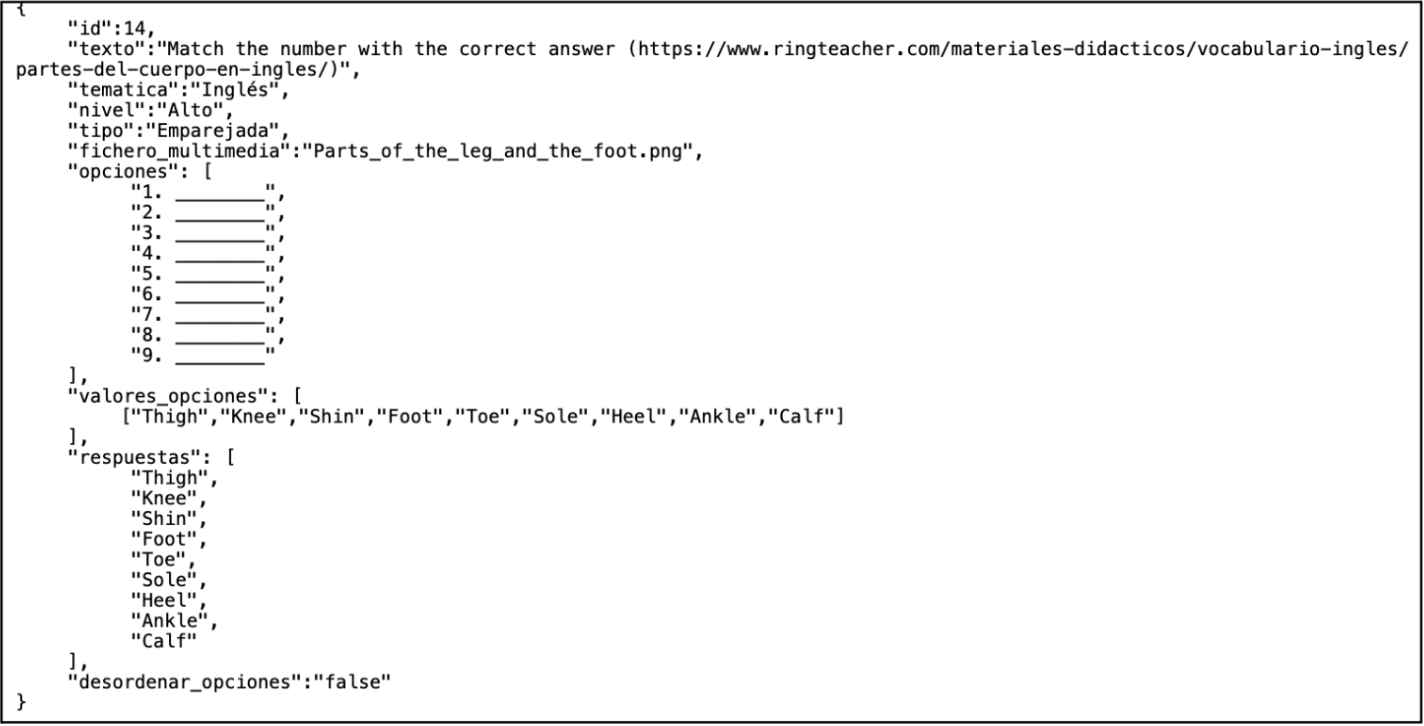 {
"id":14,
"texto":"Match the number with the correct answer (https://www.ringteacher.com/materiales-didacticos/vocabulario-ingles/
partes-del-cuerpo-en-ingles/)",
"tematica":"Inglés",
"nivel":"Alto",
"tipo":"Emparejada",
"fichero_multimedia":"Parts_of_the_leg_and_the_foot.png",
"opciones": [
"1. ________",
"2. ________",
"3. ________",
"4. ________",
"5. ________",
"6. ________",
"7. ________",
"8. ________",
"9. ________"
],
"valores_opciones": [
["Thigh","Knee","Shin","Foot","Toe","Sole","Heel","Ankle","Calf"]
],
"respuestas": [
"Thigh",
"Knee",
"Shin",
"Foot",
"Toe",
"Sole",
"Heel",
"Ankle",
"Calf"
],
"desordenar_opciones":"false"
}